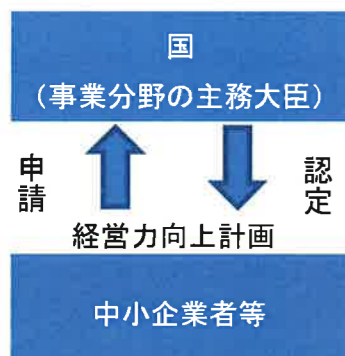 国
（事業分野の主務大臣）
申請
認定
経営力向上計画
中小企業者等